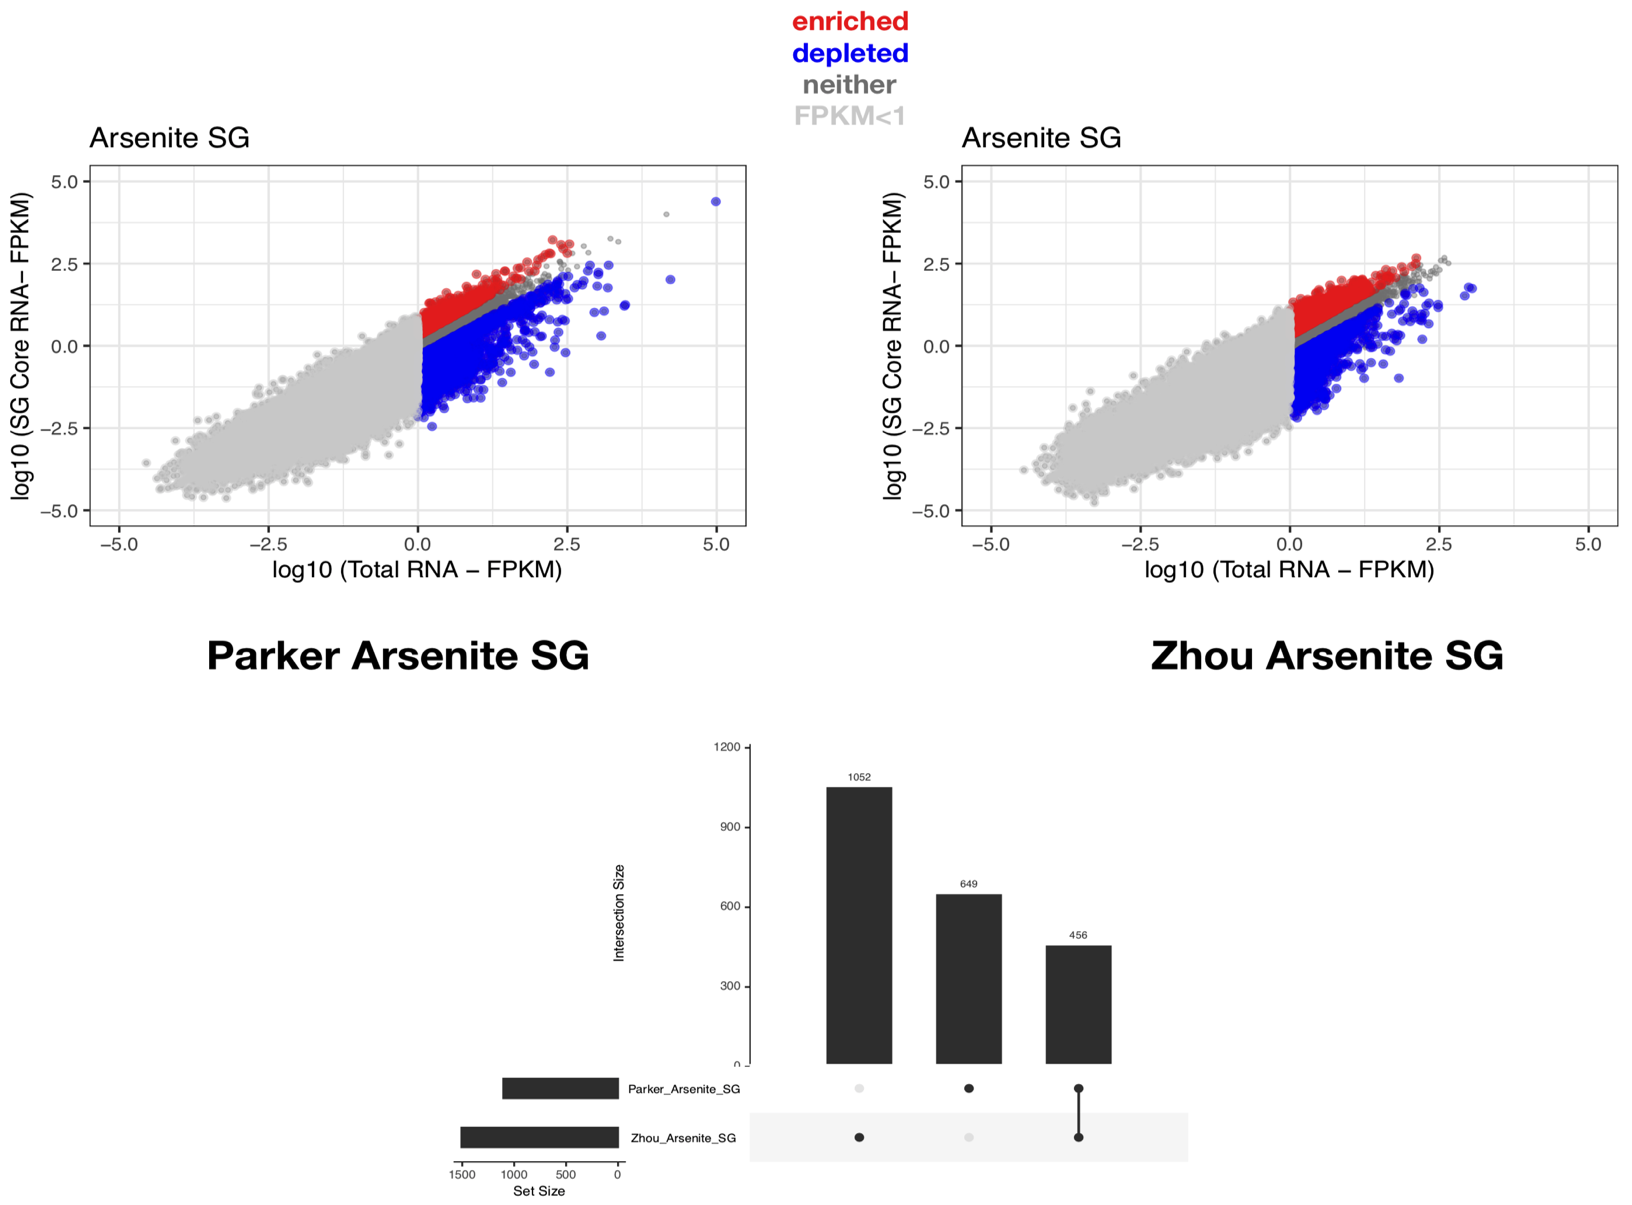 enriched
depleted
neither
FPKM<1
Arsenite SG
log10 (SG Core RNA− FPKM)
5.0
2.5
0.0
−2.5
−5.0
−5.0 −2.5 0.0 2.5 5.0
log10 (Total RNA − FPKM)
Parker Arsenite SG
Arsenite SG
log10 (SG Core RNA− FPKM)
5.0
2.5
0.0
−2.5
−5.0
−5.0 −2.5 0.0 2.5 5.0
log10 (Total RNA − FPKM)
Zhou Arsenite SG
Intersection Size
1200
900
600
300
0
1052
649
456
Parker_Arsenite_SG
Zhou_Arsenite_SG
1500 1000 500 0
Set Size